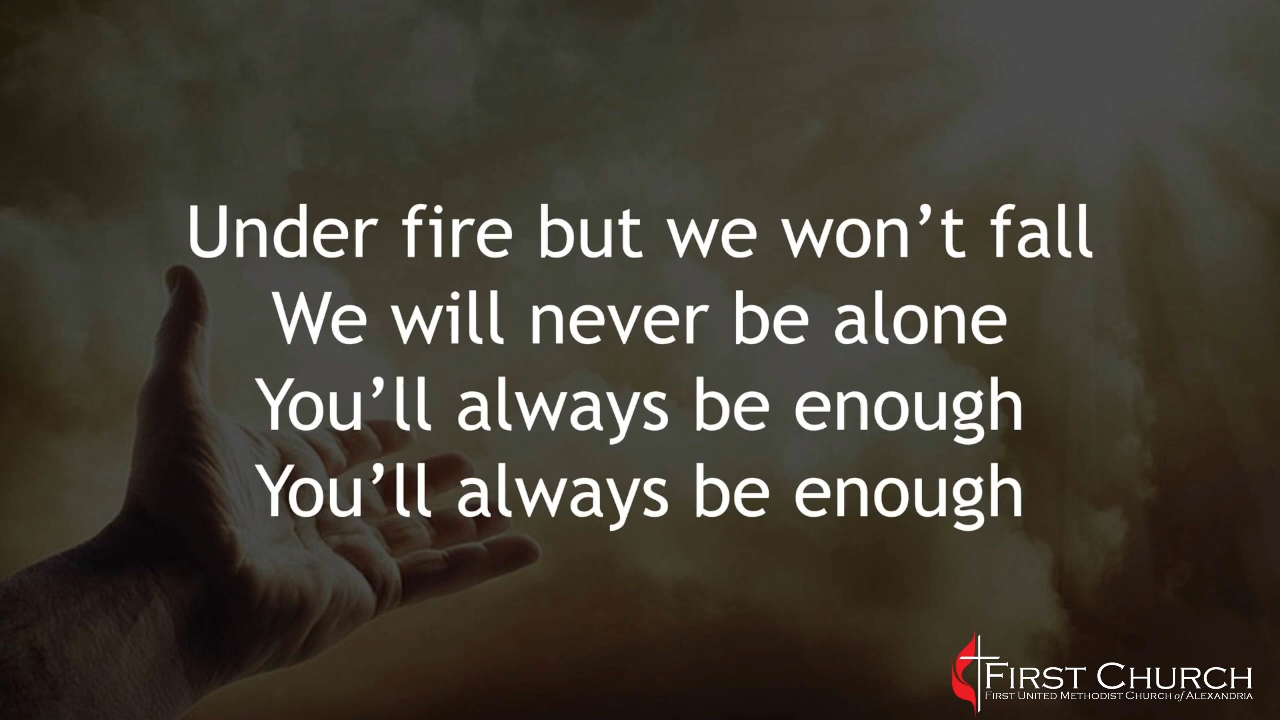 Under fire but we won’t fall
We will never be alone
You’ll always be enough
You’ll always be enough
First Church
First United Methodist Church of Alexandria